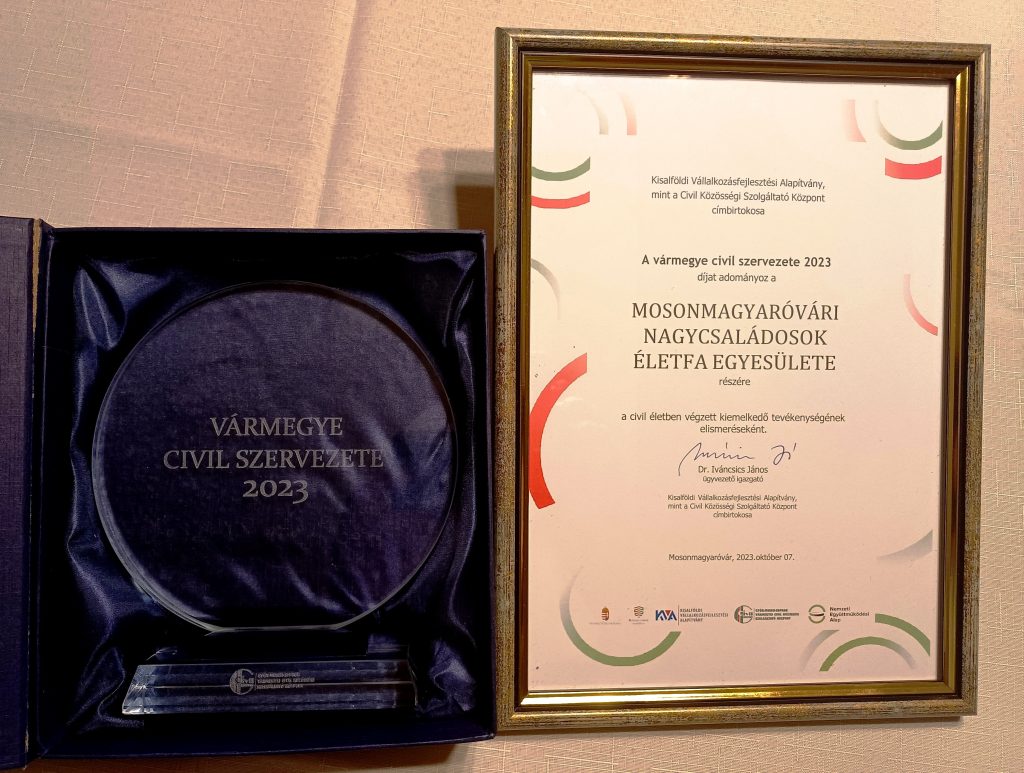 VÁRMEGYE
CIVIL SZERVEZETE
2023
Kisalföldi Vállalkozásfejlesztési Alapítvány,
mint a Civil Közösségi Szolgáltató Központ
címbirtokosa
A vármegye civil szervezete 2023
díjat adományoz a
MOSONMAGYARÓVÁRI
NAGYCSALÁDOSOK
ÉLETFA EGYESÜLETE
részére
a civil életben végzett kiemelkedő tevékenységének
elismeréseként.
Dr. Iváncsics János
ügyvezető igazgató
Kisalföldi Vállalkozásfejlesztési Alapítvány,
mint a Civil Közösségi Szolgáltató Központ
címbirtokosa
Mosonmagyaróvár, 2023.október 07.
KVA
KISALFÖLDI
VÁLLALKOZÁSFEJLESZTÉSI
ALAPÍTVÁNY
Nemzeti
Együttműködési
Alap